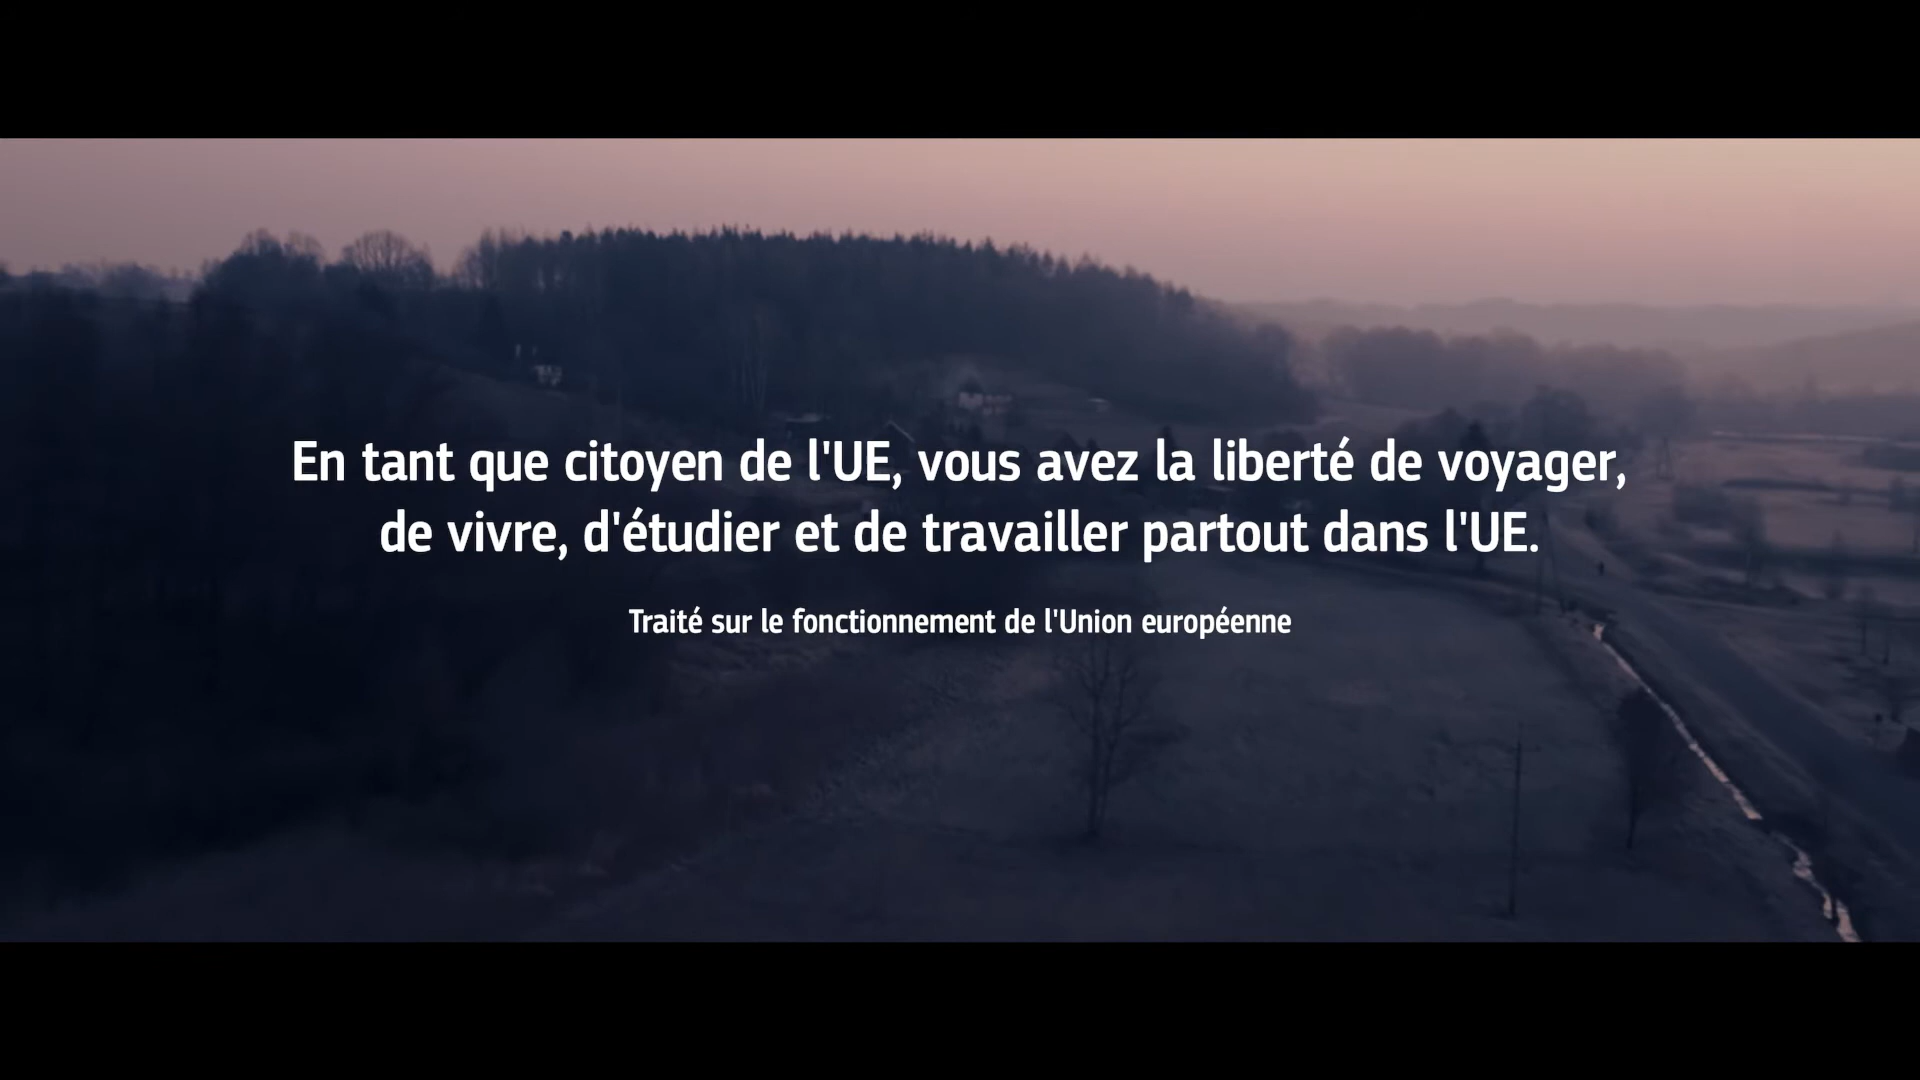 En tant que citoyen de l'UE, vous avez la liberté de voyager,
de vivre, d'étudier et de travailler partout dans l'UE.
Traité sur le fonctionnement de l'Union européenne